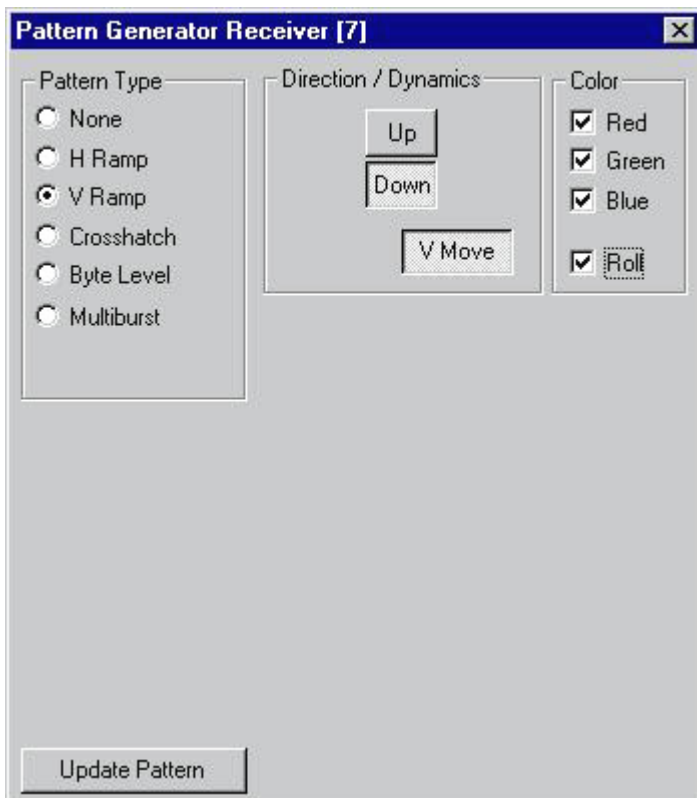 Pattern Generator Receiver [7]
Pattern Type
None
H Ramp
V Ramp
Crosshatch
Byte Level
Multiburst
Direction / Dynamics
Up
Down
V Move
Color
Red
Green
Blue
Roll
Update Pattern